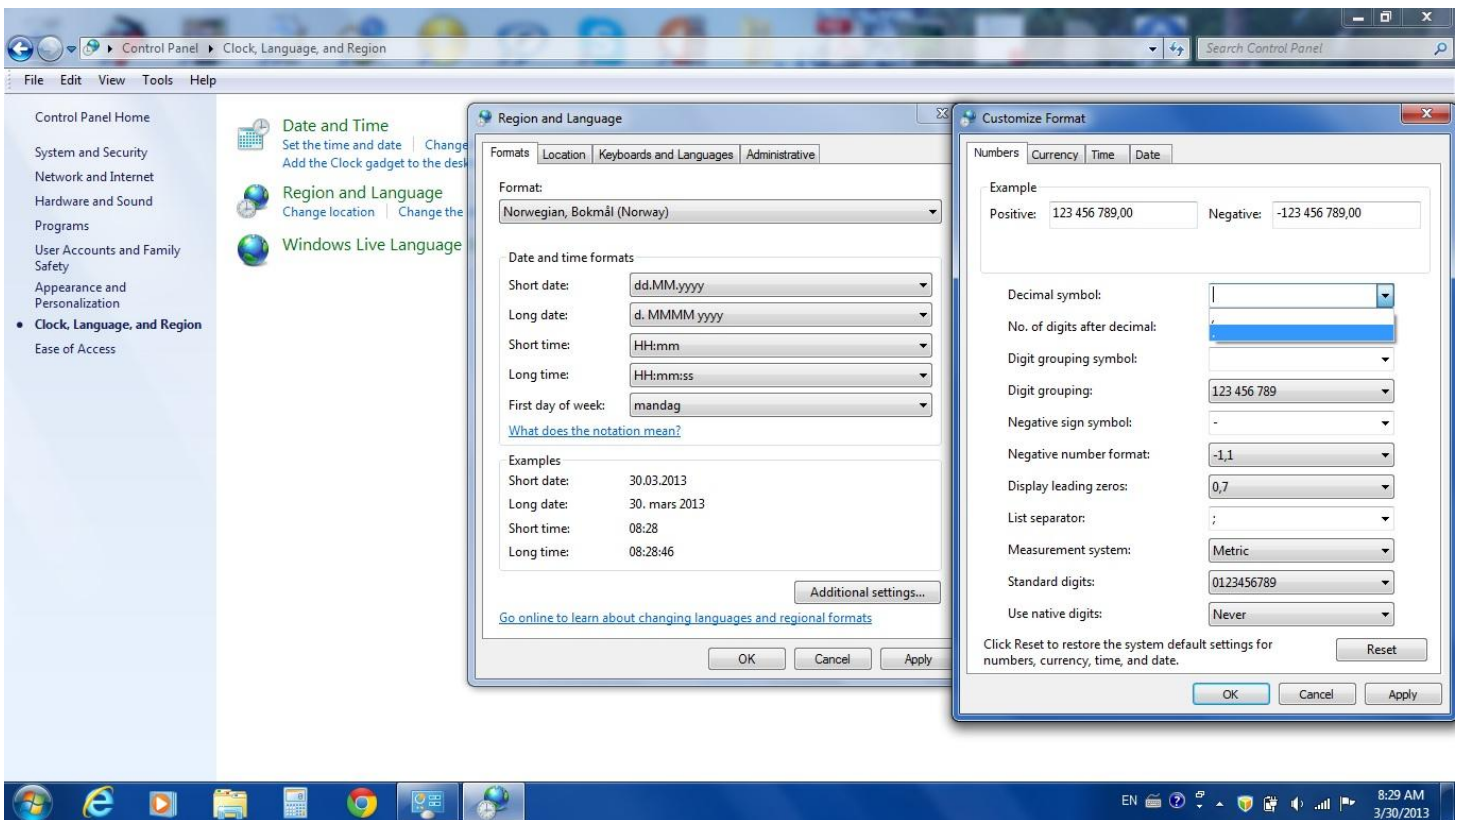 Control Panel ▸ Clock, Language, and Region
Search Control Panel
File Edit View Tools Help
Control Panel Home
System and Security
Network and Internet
Hardware and Sound
Programs
User Accounts and Family
Safety
Appearance and
Personalization
Clock, Language, and Region
Ease of Access
Date and Time
Set the time and date Change
Add the Clock gadget to the desk
Region and Language
Change location Change the
Windows Live Language
Region and Language
Formats Location Keyboards and Languages Administrative
Format:
Norwegian, Bokmål (Norway)
Date and time formats
Short date: dd.MM.yyyy
Long date: d. MMMM yyyy
Short time: HH:mm
Long time: HH:mm:ss
First day of week: mandag
What does the notation mean?
Examples
Short date: 30.03.2013
Long date: 30. mars 2013
Short time: 08:28
Long time: 08:28:46
Additional settings...
Go online to learn about changing languages and regional formats
OK Cancel Apply
Customize Format
Numbers Currency Time Date
Example
Positive: 123 456 789,00 Negative: -123 456 789,00
Decimal symbol:
,
No. of digits after decimal:
Digit grouping symbol:
Digit grouping: 123 456 789
Negative sign symbol: -
Negative number format: -1,1
Display leading zeros: 0,7
List separator: ;
Measurement system: Metric
Standard digits: 0123456789
Use native digits: Never
Click Reset to restore the system default settings for
numbers, currency, time, and date.
Reset
OK Cancel Apply
EN
8:29 AM
3/30/2013